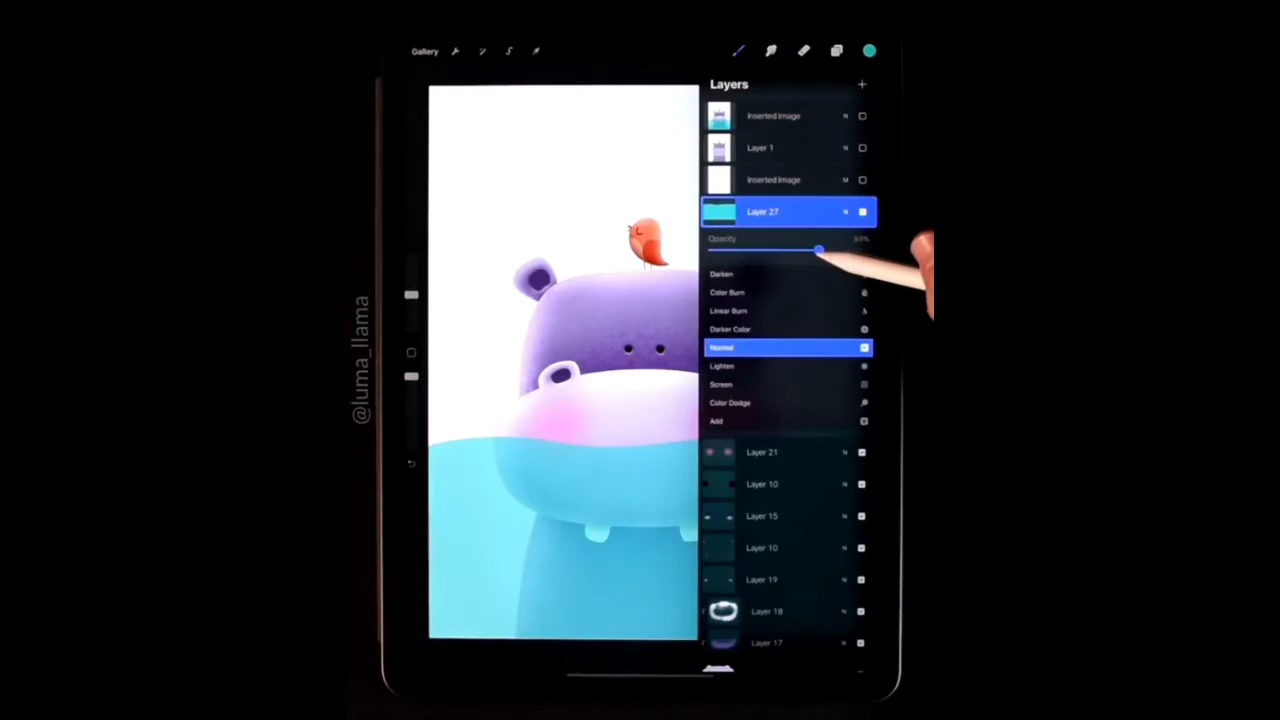 Gallery
Layers
Inserted Image N
Layer 1 N
Inserted Image M
Layer 27 N
Opacity
Darken
Color Burn
Linear Burn
Darker Color
Normal
Lighten
Screen
Color Dodge
Add
Layer 21 N
Layer 10 N
Layer 15 N
Layer 10 N
Layer 19 N
Layer 18 N
Layer 17 N
@luma_llama